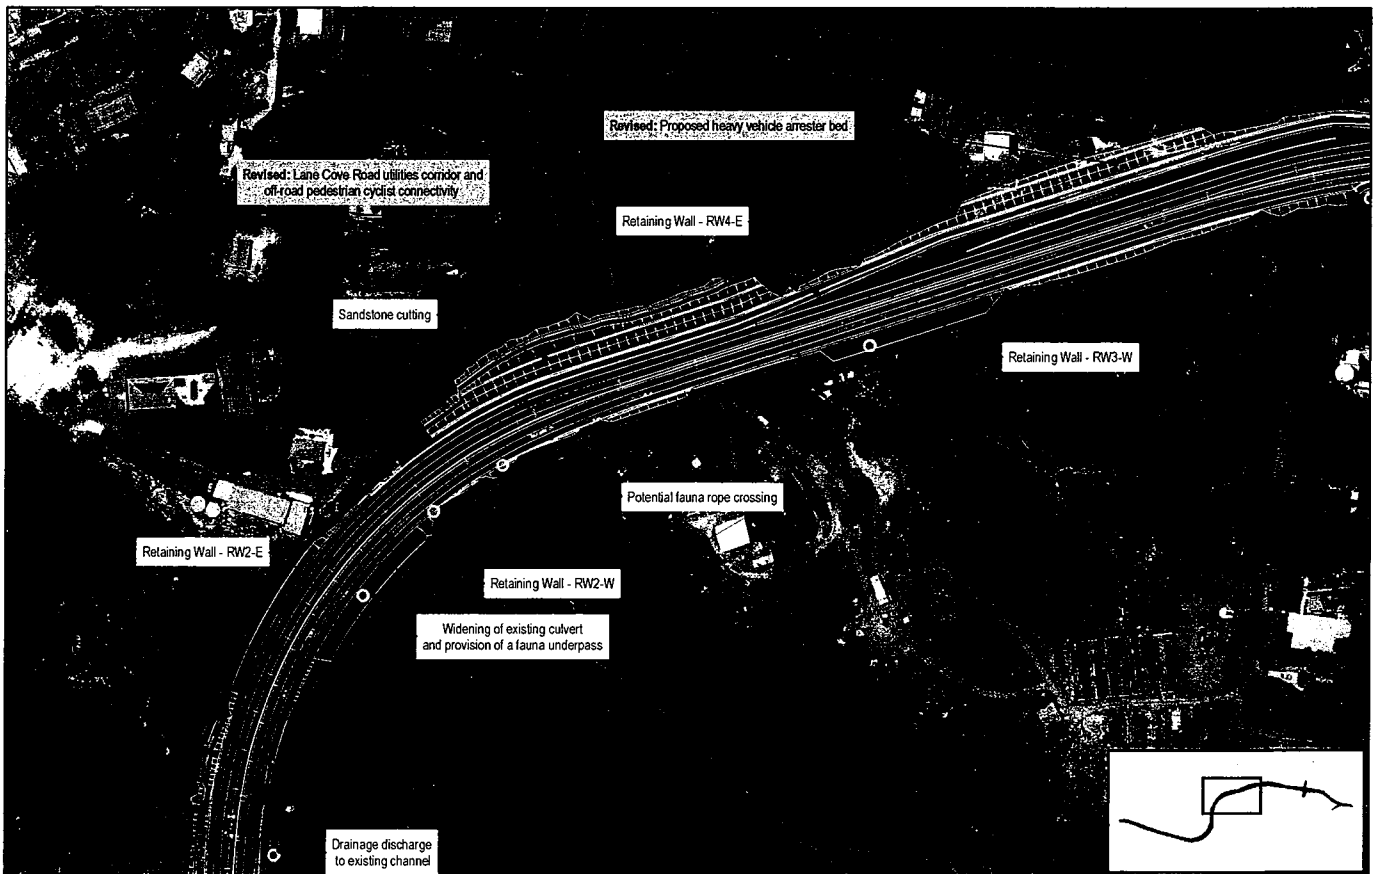 Revised: Proposed heavy vehicle arrester bed
Revised: Lane Cove Road utilities corridor and
off-road pedestrian cyclist connectivity
Retaining Wall - RW4-E
Sandstone cutting
Retaining Wall - RW3-W
Potential fauna rope crossing
Retaining Wall - RW2-E
Retaining Wall - RW2-W
Widening of existing culvert
and provision of a fauna underpass
Drainage discharge
to existing channel